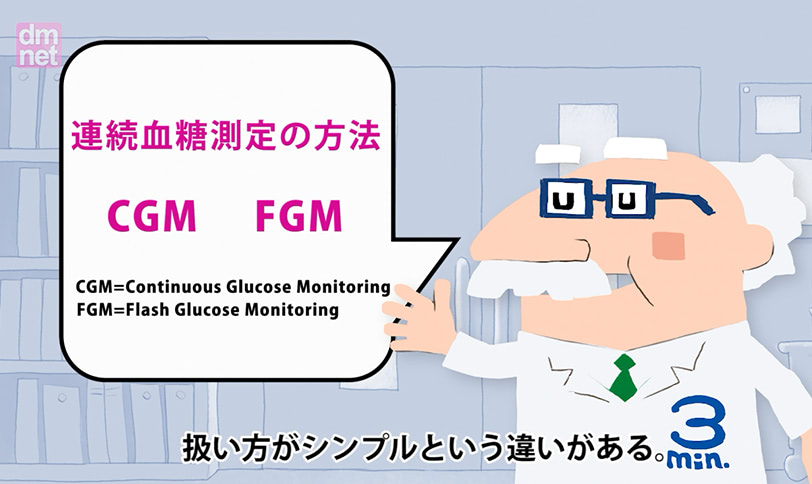 dm
net
連続血糖測定の方法
CGM FGM
CGM=Continuous Glucose Monitoring
FGM=Flash Glucose Monitoring
扱い方がシンプルという違いがある。
3
min.